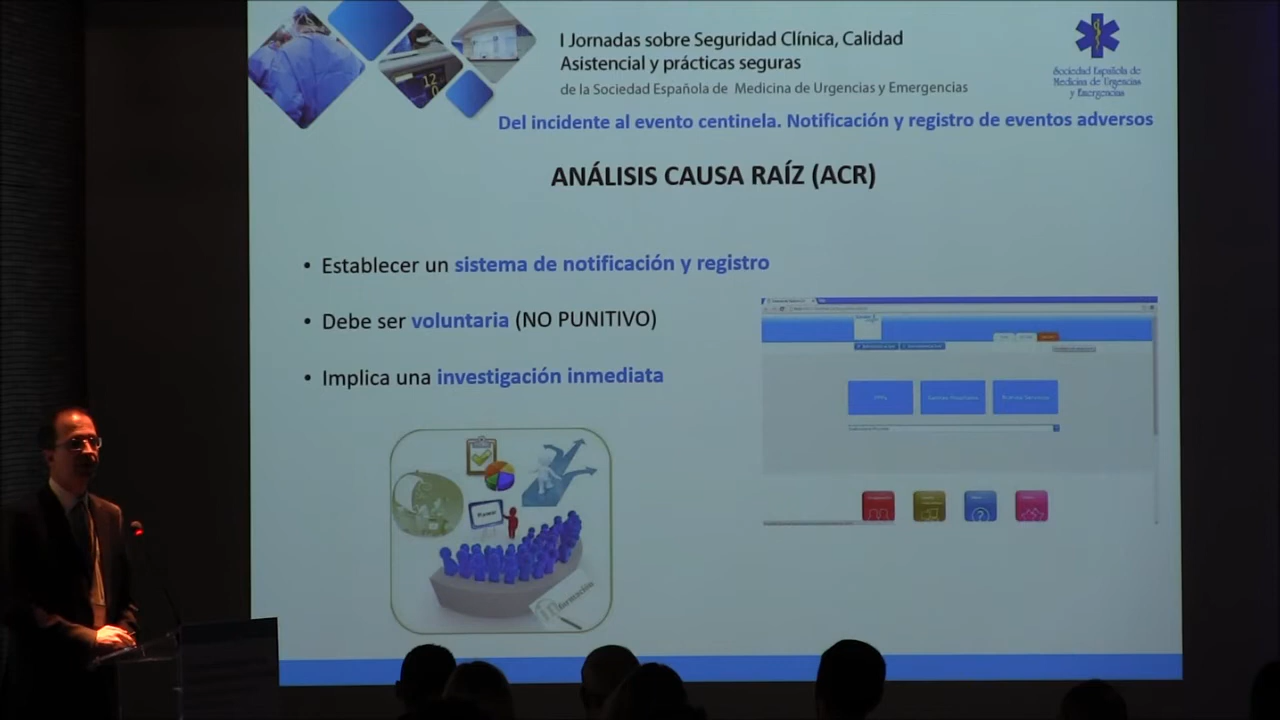 I Jornadas sobre Seguridad Clínica, Calidad
Asistencial y prácticas seguras
de la Sociedad Española de Medicina de Urgencias y Emergencias
Sociedad Española de
Medicina de Urgencias
y Emergencias
Del incidente al evento centinela. Notificación y registro de eventos adversos
ANÁLISIS CAUSA RAÍZ (ACR)
• Establecer un sistema de notificación y registro
• Debe ser voluntaria (NO PUNITIVO)
• Implica una investigación inmediata
información